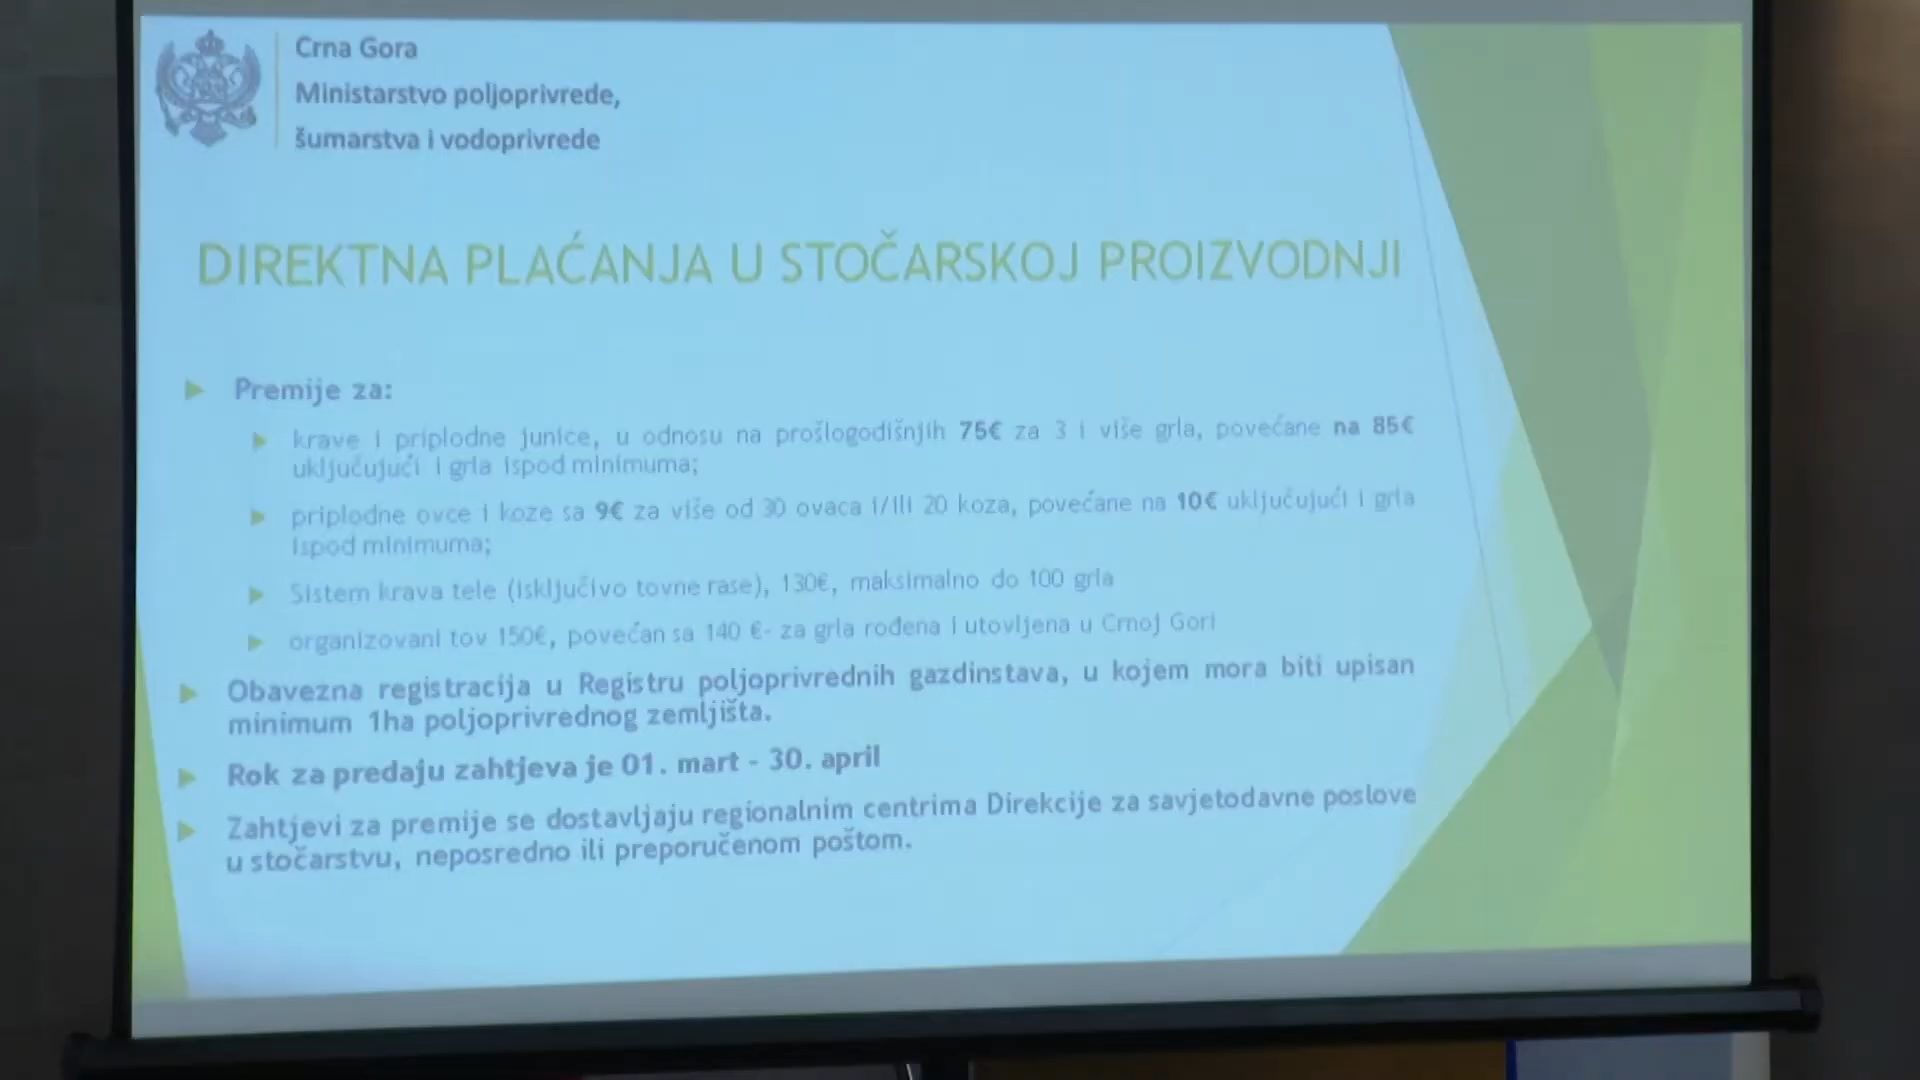 Crna Gora
Ministarstvo poljoprivrede,
šumarstva i vodoprivrede
DIREKTNA PLAĆANJA U STOČARSKOJ PROIZVODNJI
Premije za:
krave i priplodne junice, u odnosu na prošlogodišnjih 75€ za 3 i više grla, povećane na 85€
uključujući i grla ispod minimuma;
priplodne ovce i koze sa 9€ za više od 30 ovaca i/ili 20 koza, povećane na 10€ uključujući i grla
ispod minimuma;
Sistem krava tele (isključivo tovne rase), 130€, maksimalno do 100 grla
organizovani tov 150€, povećan sa 140 €- za grla rođena i utovljena u Crnoj Gori
Obavezna registracija u Registru poljoprivrednih gazdinstava, u kojem mora biti upisan
minimum 1ha poljoprivrednog zemljišta.
Rok za predaju zahtjeva je 01. mart - 30. april
Zahtjevi za premije se dostavljaju regionalnim centrima Direkcije za savjetodavne poslove
u stočarstvu, neposredno ili preporučenom poštom.